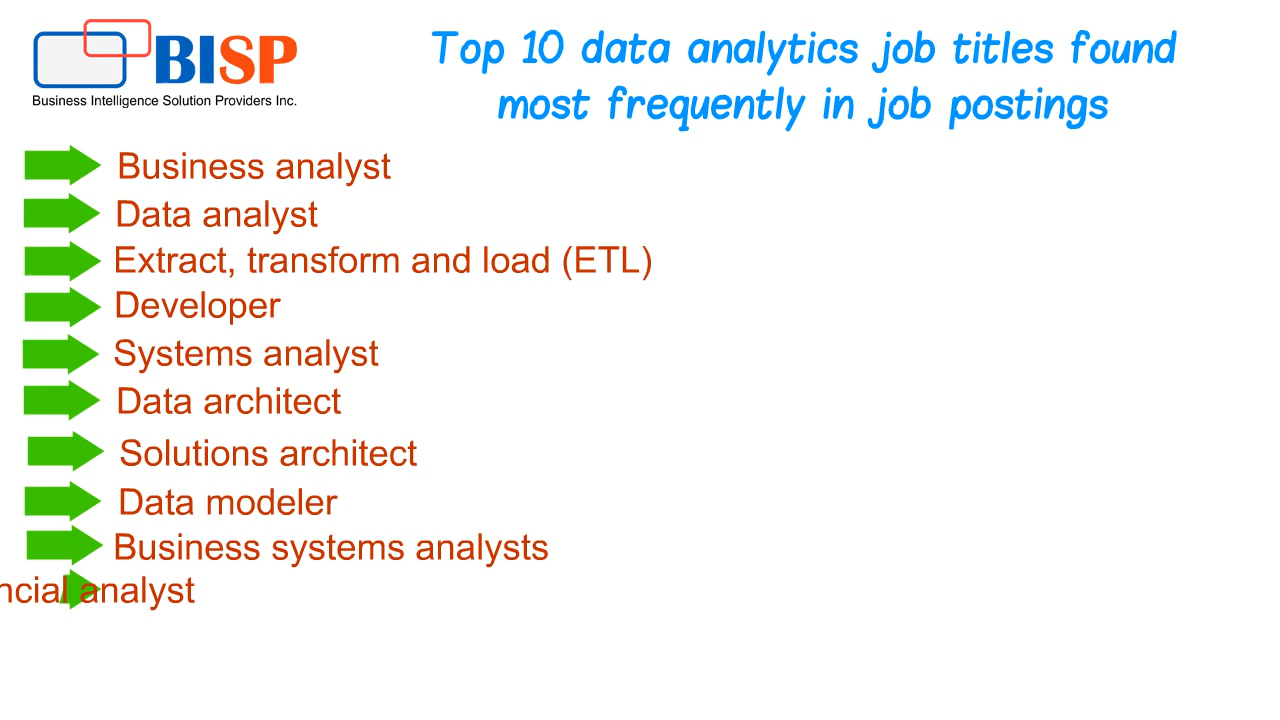 BISP
Business Intelligence Solution Providers Inc.
Top 10 data analytics job titles found
most frequently in job postings
Business analyst
Data analyst
Extract, transform and load (ETL)
Developer
Systems analyst
Data architect
Solutions architect
Data modeler
Business systems analysts
ncial analyst